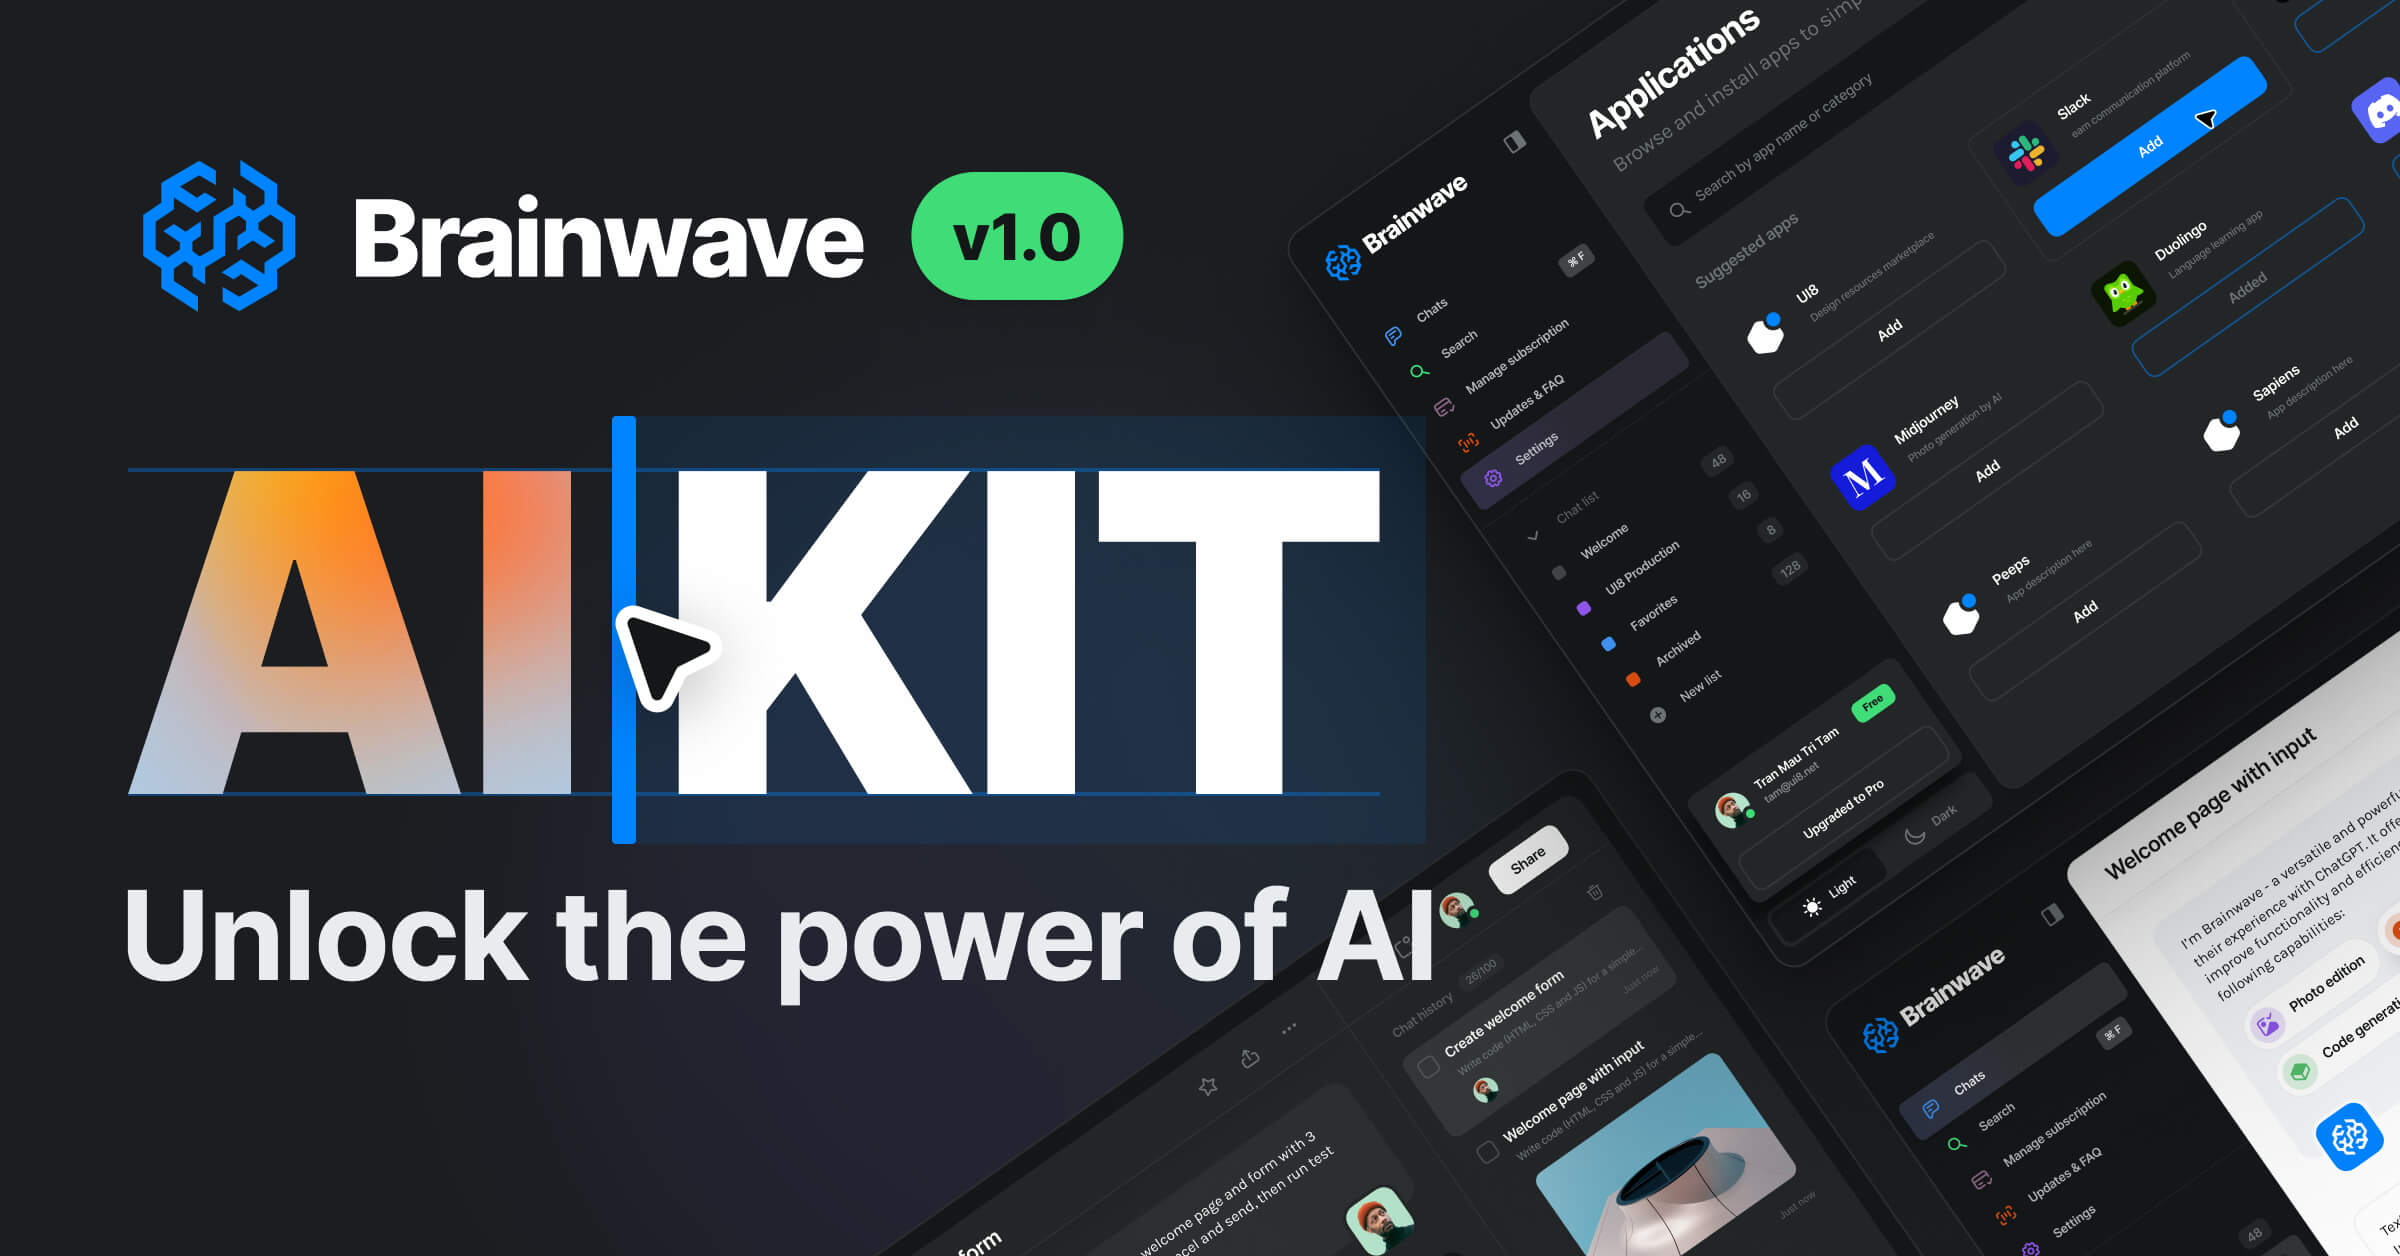 Brainwave
v1.0
AI KIT
Unlock the power of AI
Brainwave
⌘ F
Chats
Search
Manage subscription
Updates & FAQ
Settings
Chat list
Welcome
48
UI8 Production
16
Favorites
8
Archived
128
New list
Tran Mau Tri Tam
Free
tam@ui8.net
Upgraded to Pro
Light
Dark
Applications
Browse and install apps to
Search by app name or category
Suggested apps
UI8
Design resources marketplace
Add
Slack
eam communication platform
Add
Midjourney
Photo generation by AI
Add
Duolingo
Language learning app
Added
Peeps
App description here
Add
Sapiens
App description here
Add
Share
Chat history
26/100
Create welcome form
Write code (HTML, CSS and JS) for a simple...
Just now
Welcome page with input
Write code (HTML, CSS and JS) for a simple...
Just now
form
welcome page and form with 3
and send, then run test
Brainwave
Chats
⌘ F
Search
Manage subscription
Updates & FAQ
Settings
48
Welcome page with input
I'm Brainwave - a versatile and
their experience with ChatGPT. It
improve functionality and
following capabilities:
Photo edition
Code